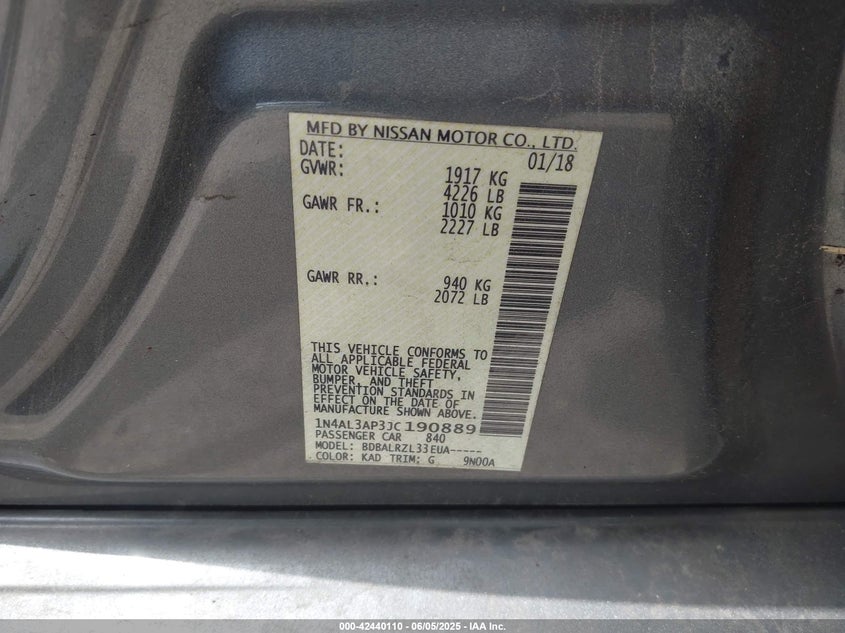 MFD BY NISSAN MOTOR CO., LTD.
DATE: 01/18
GVWR: 1917 KG
4226 LB
GAWR FR.: 1010 KG
2227 LB
GAWR RR.: 940 KG
2072 LB
THIS VEHICLE CONFORMS TO
ALL APPLICABLE FEDERAL
MOTOR VEHICLE SAFETY,
BUMPER, AND THEFT
PREVENTION STANDARDS IN
EFFECT ON THE DATE OF
MANUFACTURE SHOWN ABOVE.
1N4AL3AP3JC190889
PASSENGER CAR 840
MODEL: BDBALRZL33EUA-----
COLOR: KAD TRIM: G 9N00A
000-42440110 - 06/05/2025 - IAA Inc.